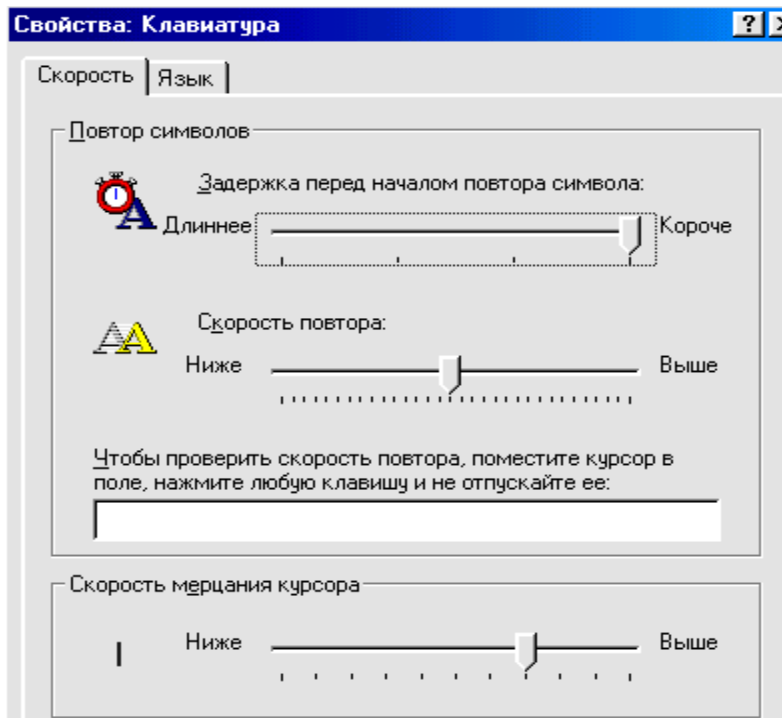 Свойства: Клавиатура
Скорость Язык
Повтор символов
Задержка перед началом повтора символа:
Длиннее Короче
Скорость повтора:
Ниже Выше
Чтобы проверить скорость повтора, поместите курсор в
поле, нажмите любую клавишу и не отпускайте ее:
Скорость мерцания курсора
Ниже Выше